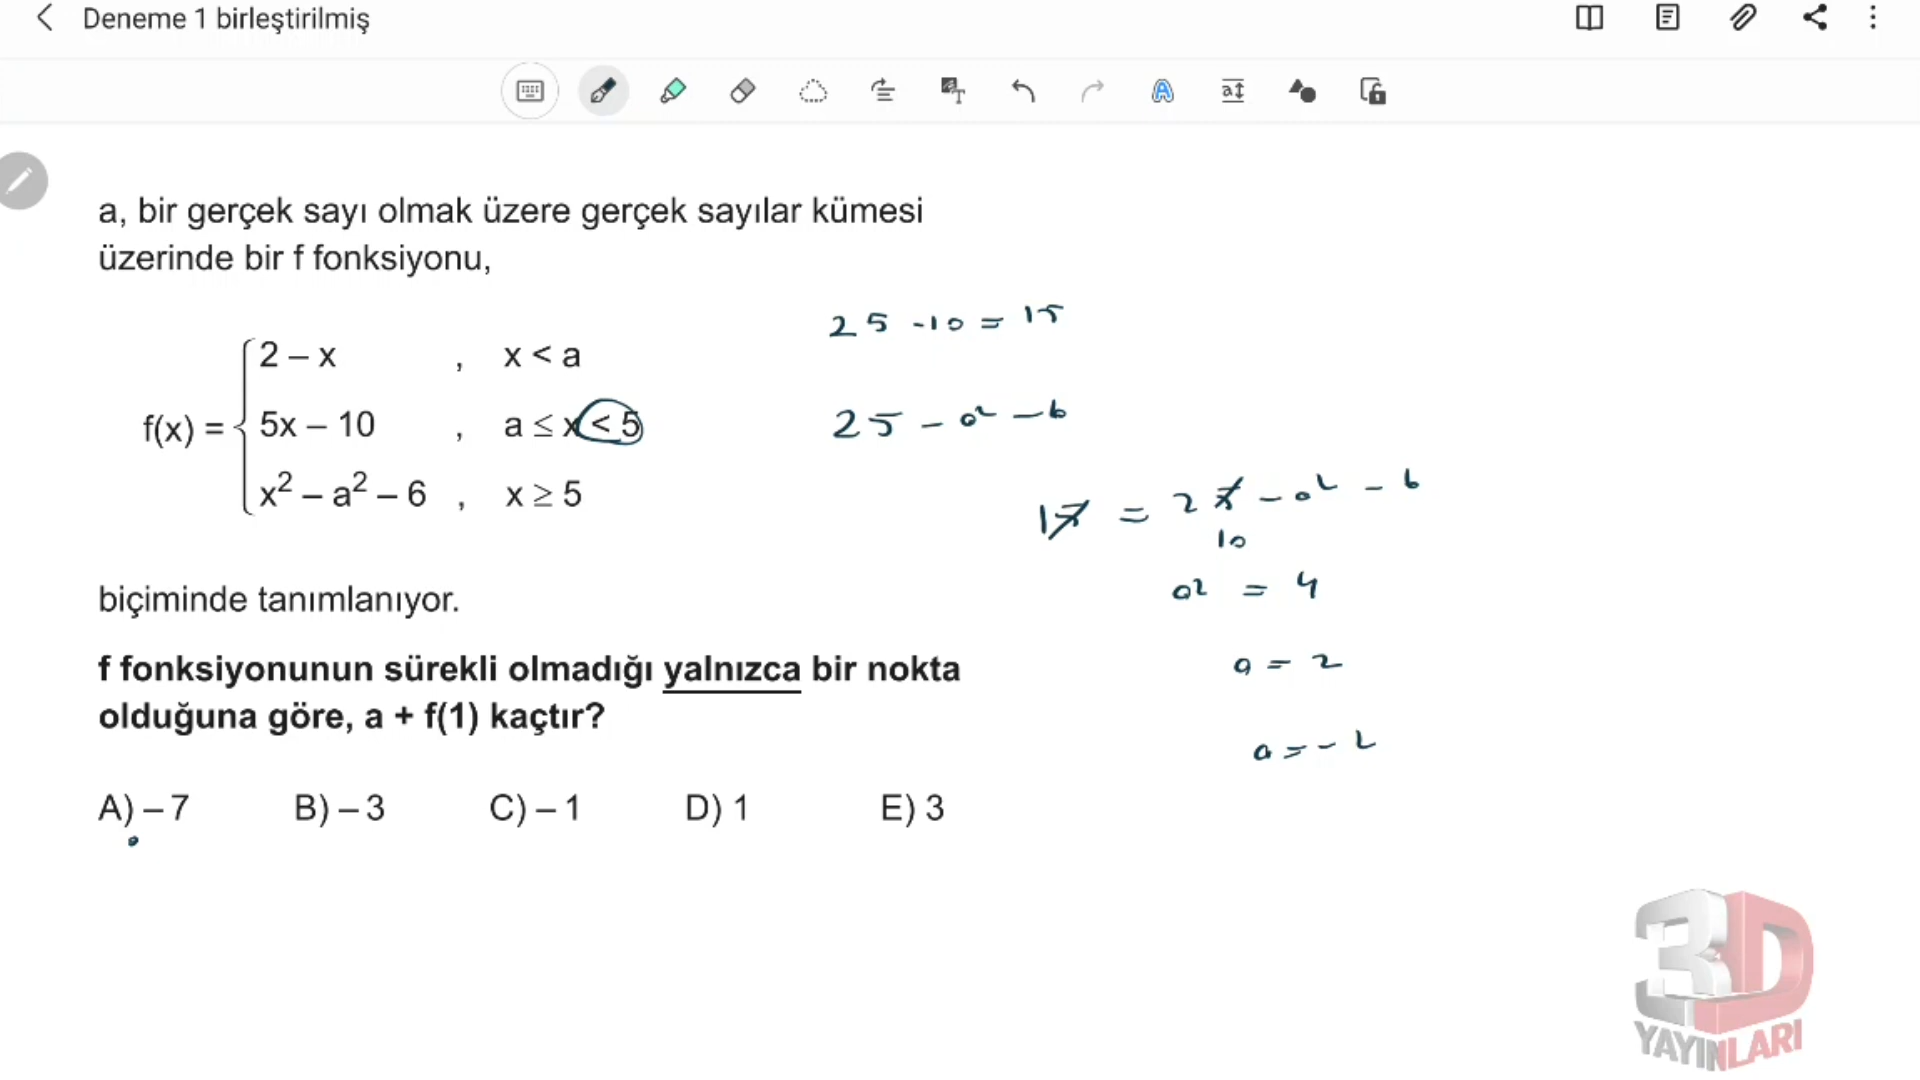 Deneme 1 birleştirilmiş
a, bir gerçek sayı olmak üzere gerçek sayılar kümesi
üzerinde bir f fonksiyonu,
2 – x , x < a
f(x) = 5x – 10 , a ≤ x < 5
x² – a² – 6 , x ≥ 5
biçiminde tanımlanıyor.
f fonksiyonunun sürekli olmadığı yalnızca bir nokta
olduğuna göre, a + f(1) kaçtır?
A) – 7 B) – 3 C) – 1 D) 1 E) 3
25 - 10 = 15
25 - a² - 6
15 = 25 - a² - 6
10
a² = 4
a = 2
a = - 2
3D
YAYINLARI